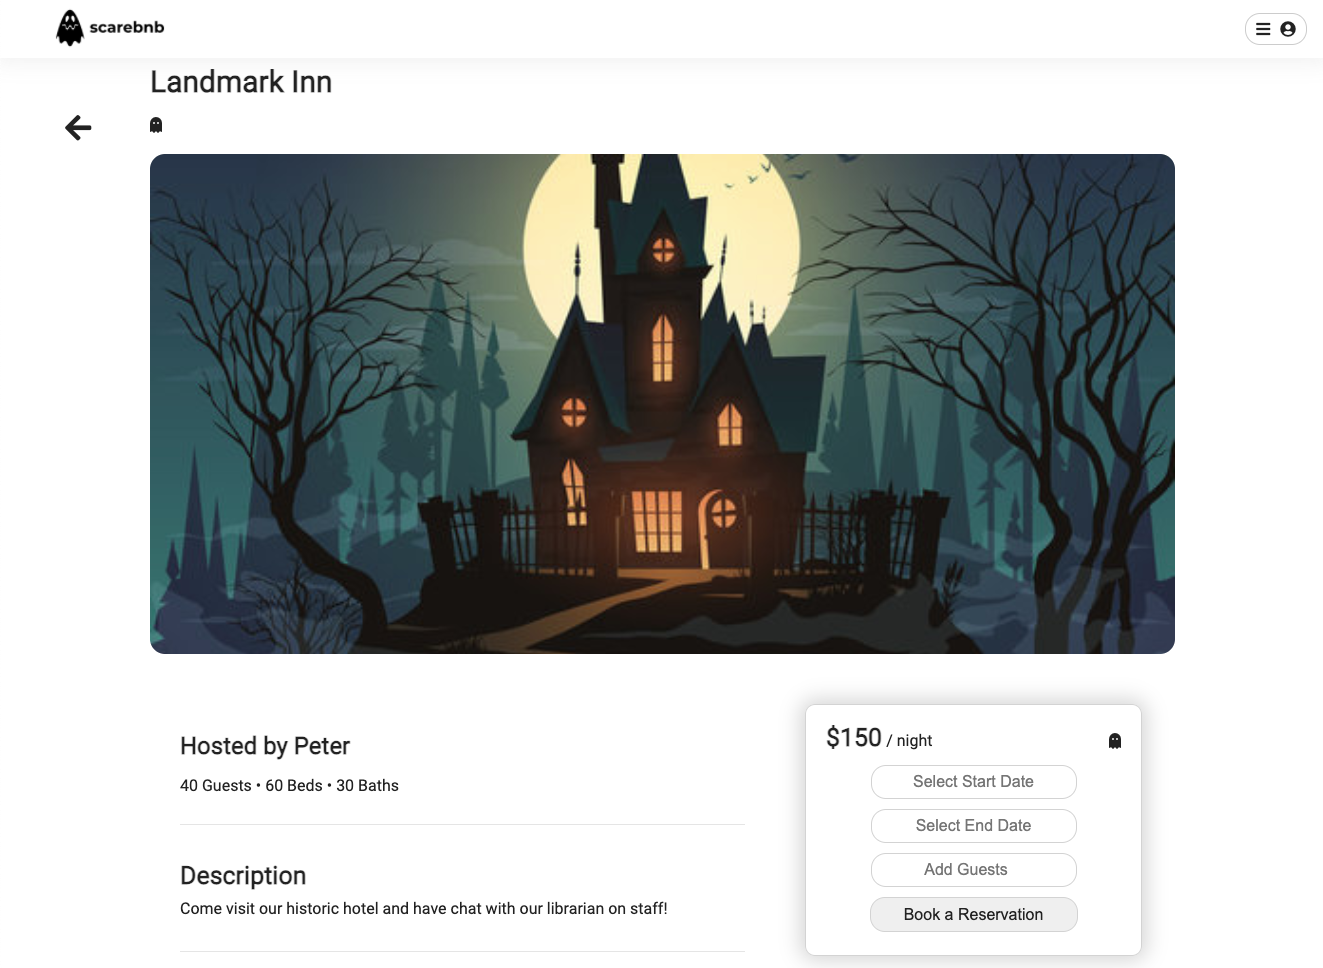 scarebnb
Landmark Inn
Hosted by Peter
40 Guests • 60 Beds • 30 Baths
Description
Come visit our historic hotel and have chat with our librarian on staff!
$150 / night
Select Start Date
Select End Date
Add Guests
Book a Reservation